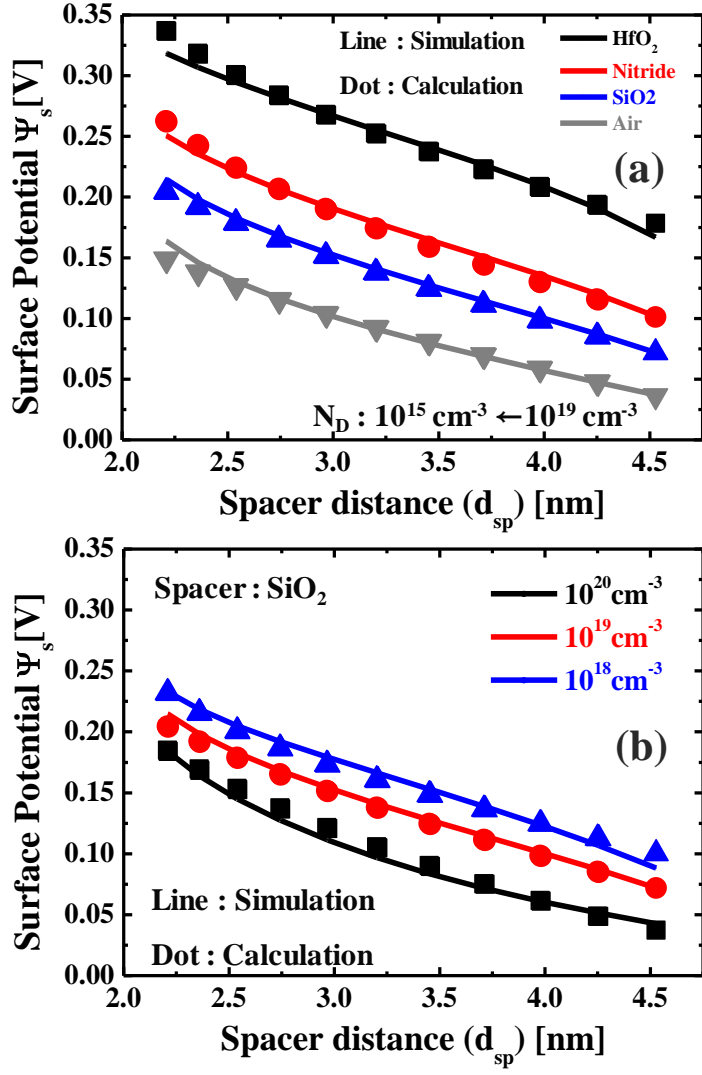 0.35
0.30
0.25
0.20
0.15
0.10
0.05
0.00
Surface Potential Ψs[V]
Line : Simulation
Dot : Calculation
HfO2
Nitride
SiO2
Air
(a)
ND : 10^15 cm^-3 ←10^19 cm^-3
2.0 2.5 3.0 3.5 4.0 4.5
Spacer distance (dsp) [nm]
0.35
0.30
0.25
0.20
0.15
0.10
0.05
0.00
Surface Potential Ψs[V]
Spacer : SiO2
10^20cm^-3
10^19cm^-3
10^18cm^-3
(b)
Line : Simulation
Dot : Calculation
2.0 2.5 3.0 3.5 4.0 4.5
Spacer distance (dsp) [nm]